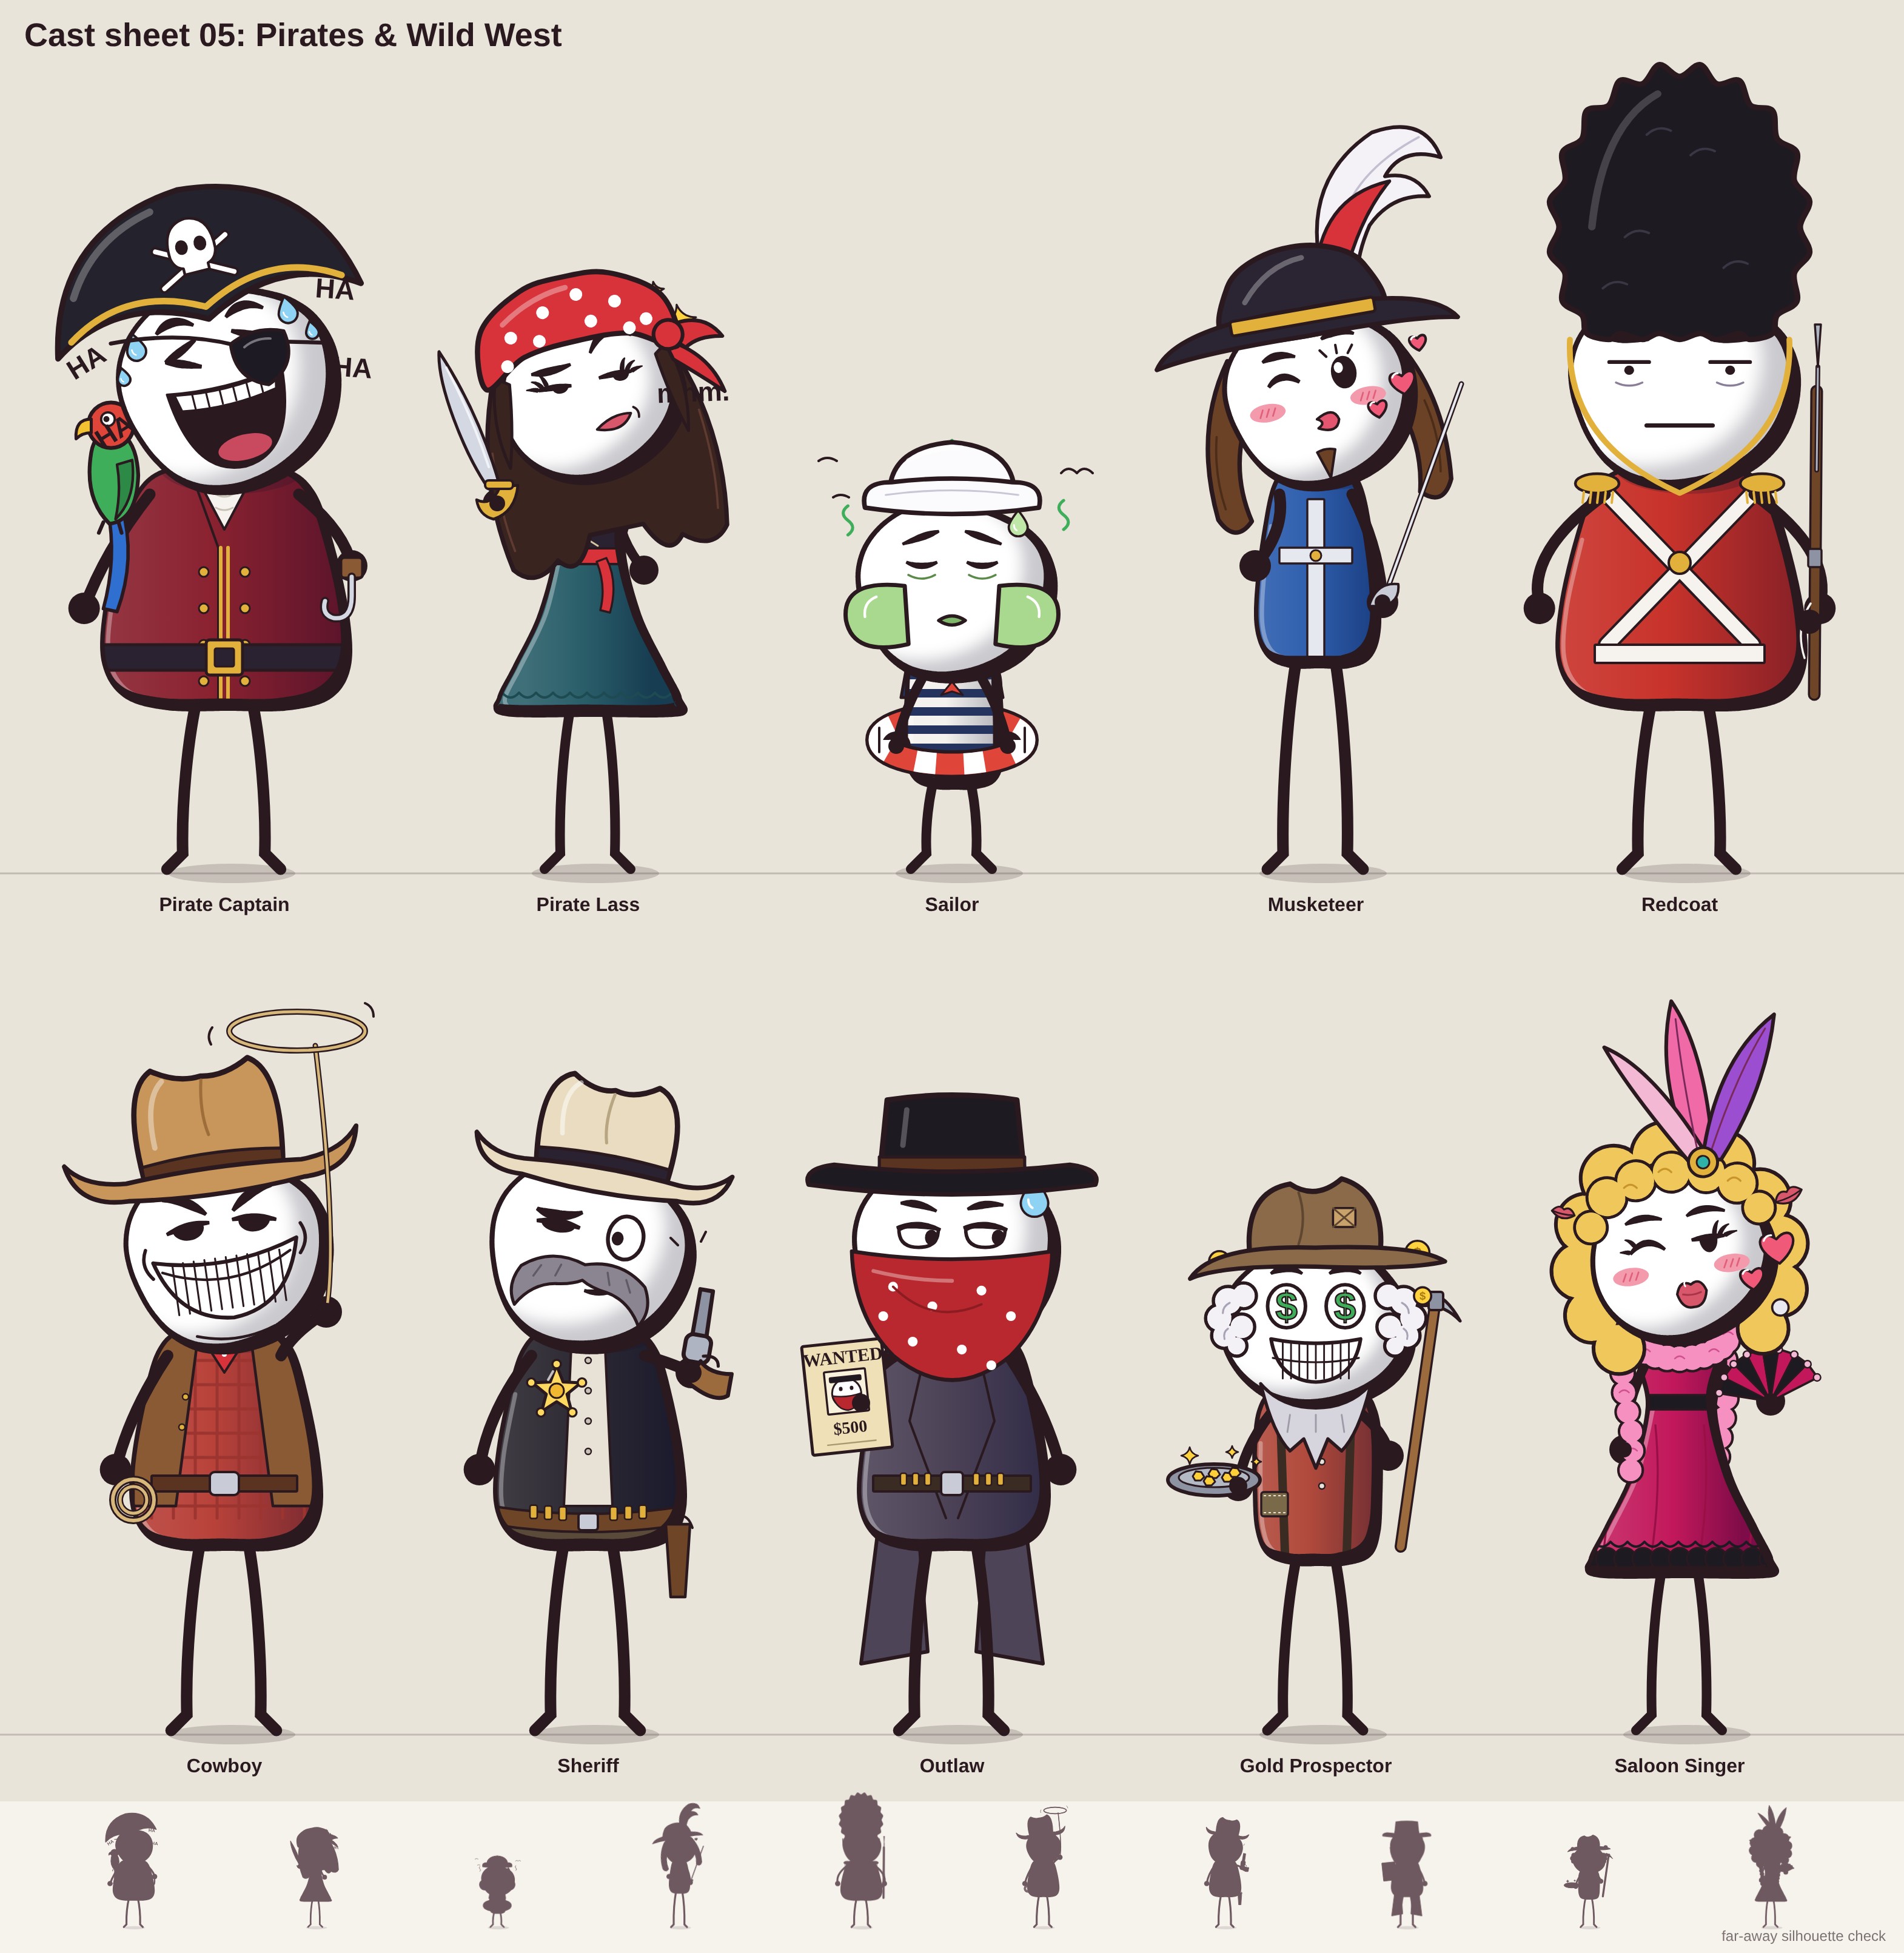 Cast sheet 05: Pirates & Wild West
HA
HA
HA
HA
Pirate Captain
Pirate Lass
Sailor
Musketeer
Redcoat
WANTED
$500
$ $
$
Cowboy
Sheriff
Outlaw
Gold Prospector
Saloon Singer
far-away silhouette check